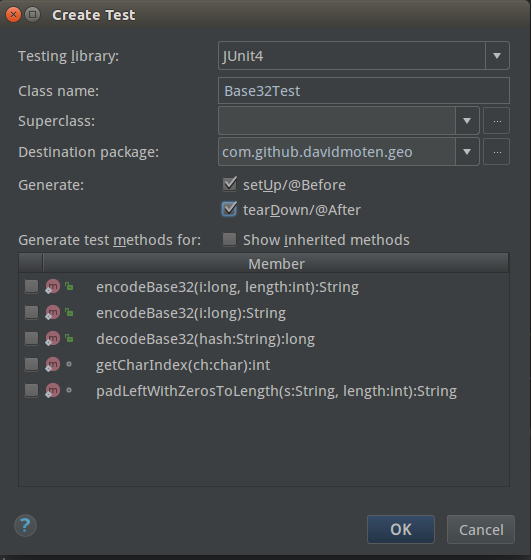 Create Test
Testing library: JUnit4
Class name: Base32Test
Superclass: ...
Destination package: com.github.davidmoten.geo ...
Generate: setUp/@Before
tearDown/@After
Generate test methods for: Show inherited methods
Member
m encodeBase32(i:long, length:int):String
m encodeBase32(i:long):String
m decodeBase32(hash:String):long
m getCharIndex(ch:char):int
m padLeftWithZerosToLength(s:String, length:int):String
? OK Cancel